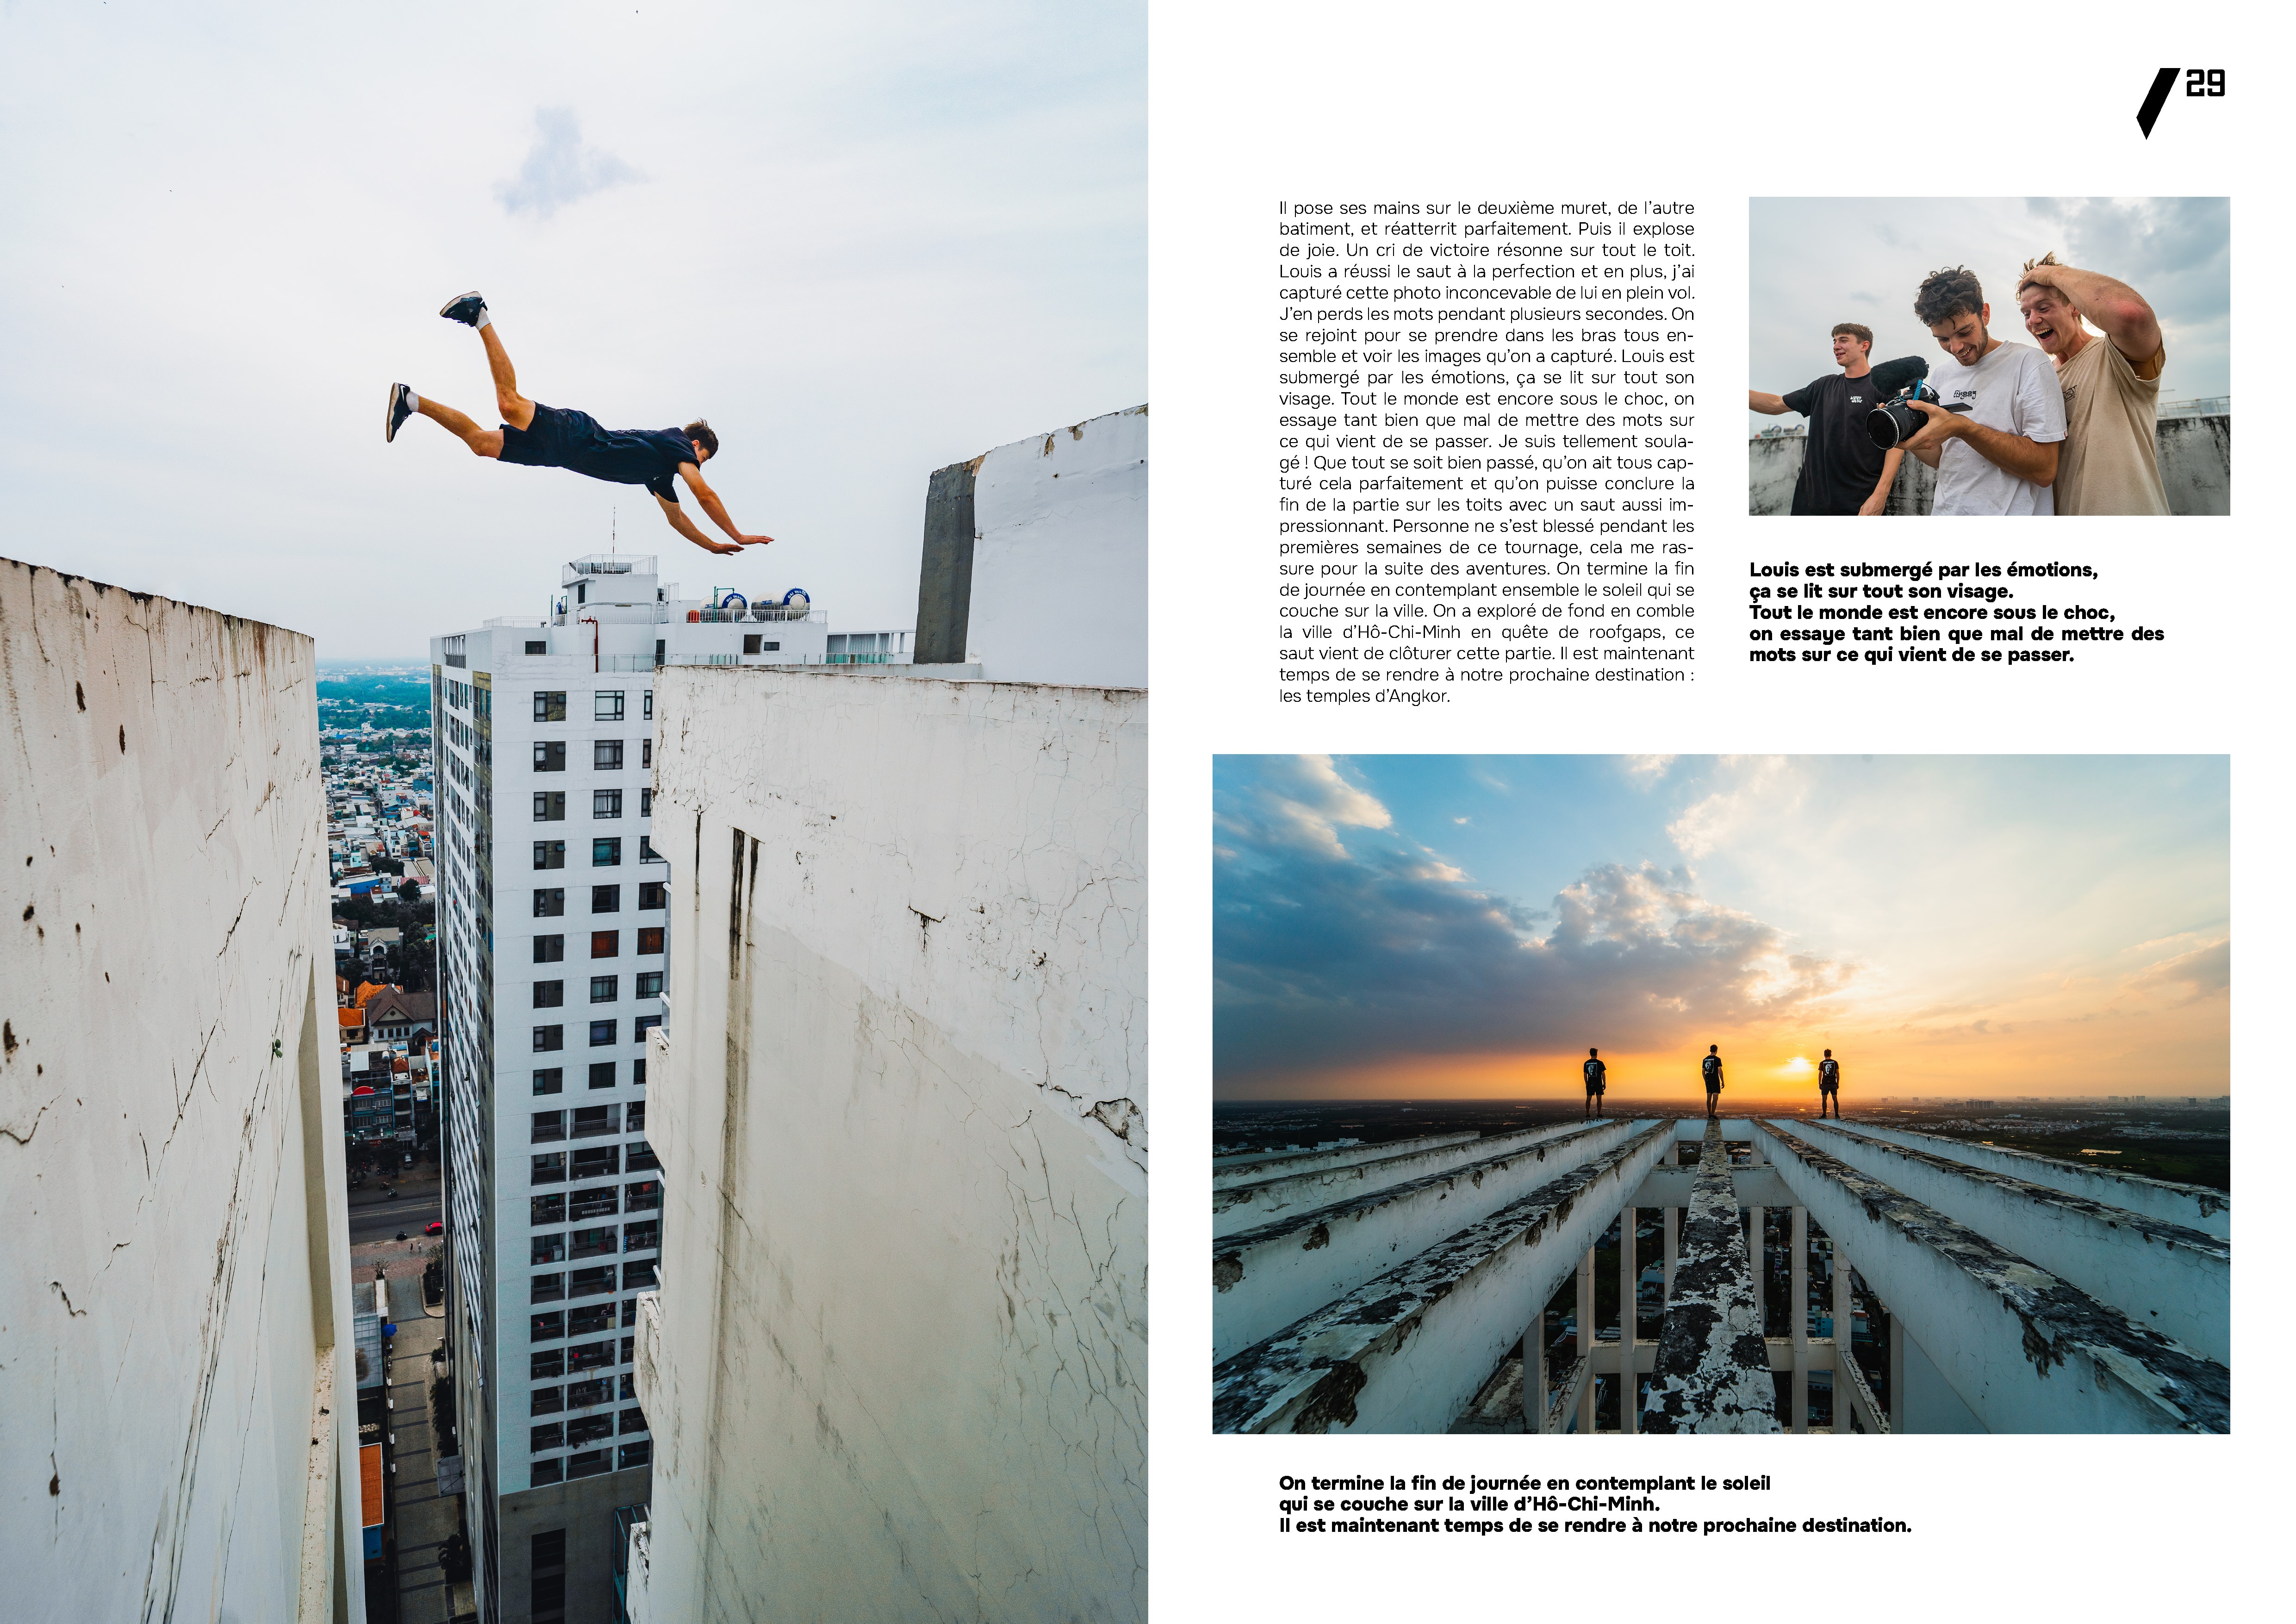 29
Il pose ses mains sur le deuxième muret, de l’autre
batiment, et réatterrit parfaitement. Puis il explose
de joie. Un cri de victoire résonne sur tout le toit.
Louis a réussi le saut à la perfection et en plus, j’ai
capturé cette photo inconcevable de lui en plein vol.
J’en perds les mots pendant plusieurs secondes. On
se rejoint pour se prendre dans les bras tous en-
semble et voir les images qu’on a capturé. Louis est
submergé par les émotions, ça se lit sur tout son
visage. Tout le monde est encore sous le choc, on
essaye tant bien que mal de mettre des mots sur
ce qui vient de se passer. Je suis tellement soula-
gé ! Que tout se soit bien passé, qu’on ait tous cap-
turé cela parfaitement et qu’on puisse conclure la
fin de la partie sur les toits avec un saut aussi im-
pressionnant. Personne ne s’est blessé pendant les
premières semaines de ce tournage, cela me ras-
sure pour la suite des aventures. On termine la fin
de journée en contemplant ensemble le soleil qui se
couche sur la ville. On a exploré de fond en comble
la ville d’Hô-Chi-Minh en quête de roofgaps, ce
saut vient de clôturer cette partie. Il est maintenant
temps de se rendre à notre prochaine destination :
les temples d’Angkor.
Louis est submergé par les émotions,
ça se lit sur tout son visage.
Tout le monde est encore sous le choc,
on essaye tant bien que mal de mettre des
mots sur ce qui vient de se passer.
On termine la fin de journée en contemplant le soleil
qui se couche sur la ville d’Hô-Chi-Minh.
Il est maintenant temps de se rendre à notre prochaine destination.